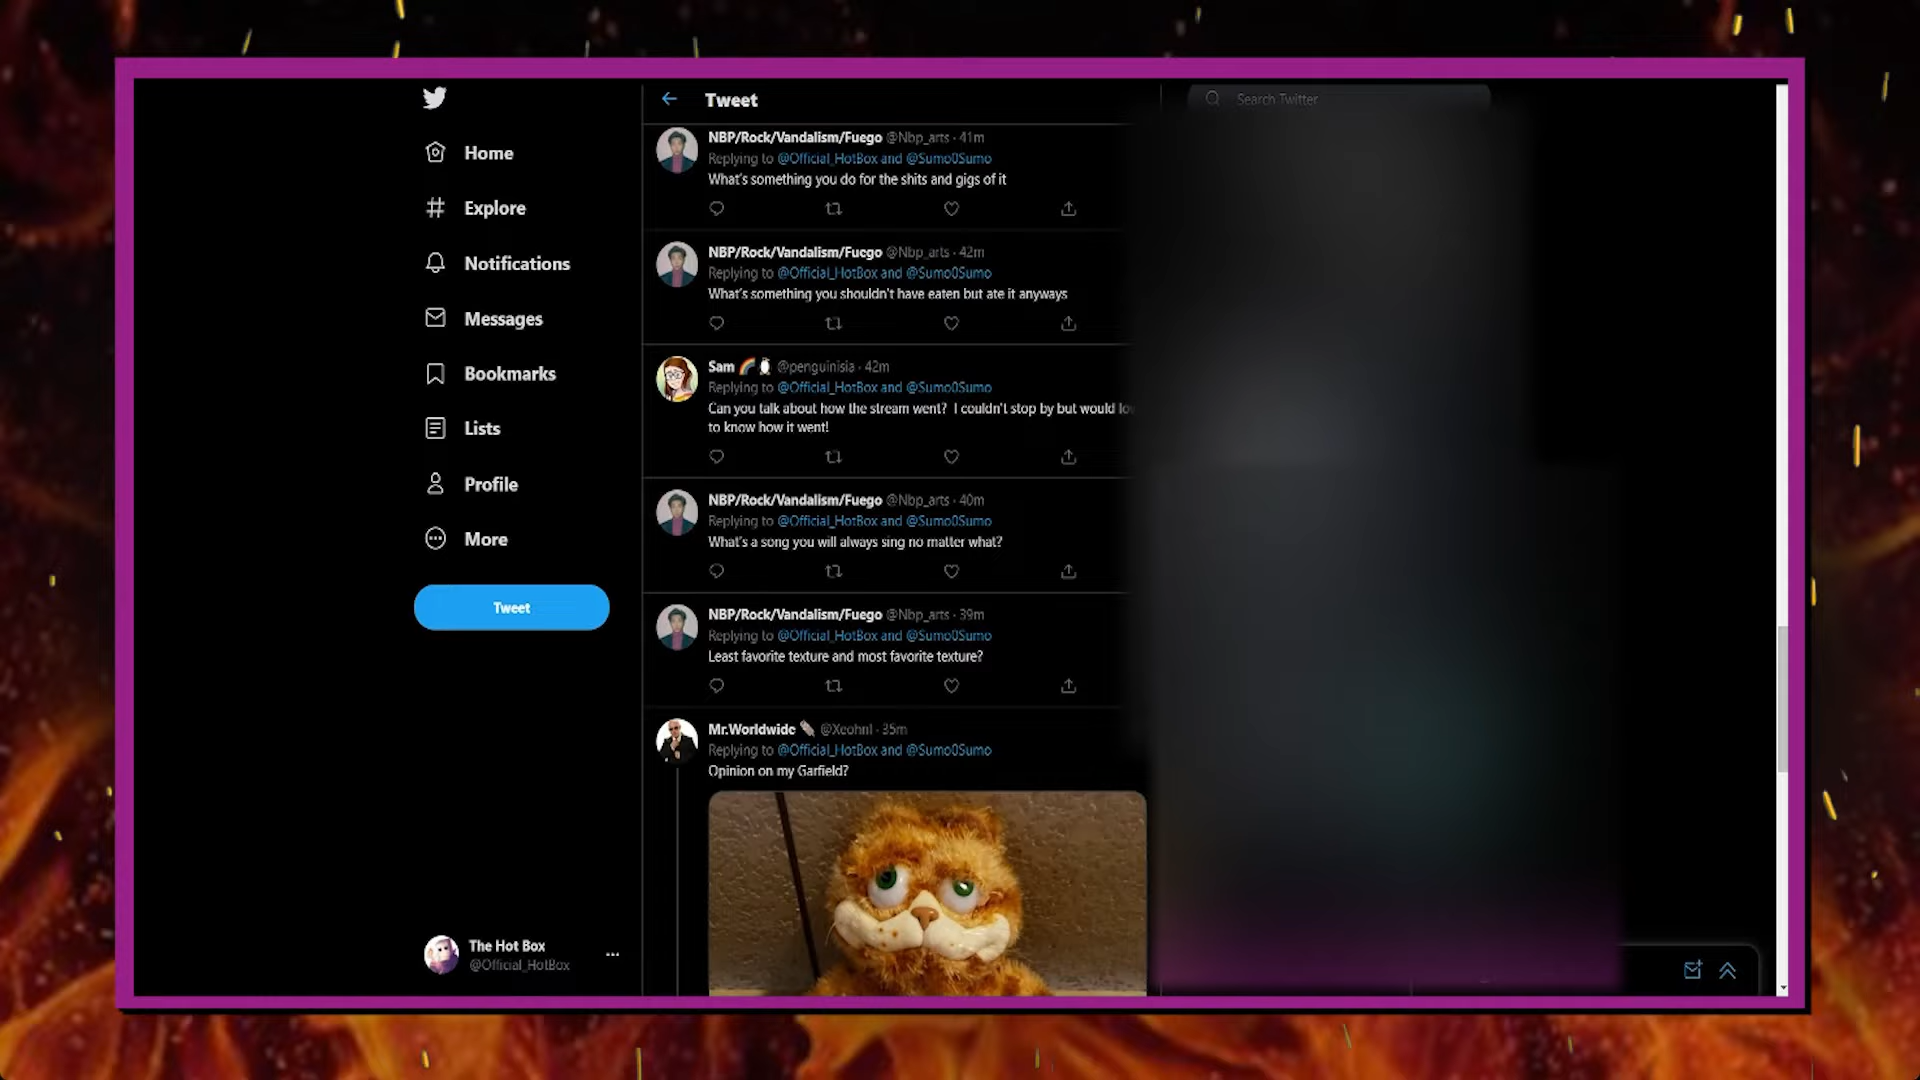 Tweet
Search Twitter
Home
Explore
Notifications
Messages
Bookmarks
Lists
Profile
More
Tweet
The Hot Box
@Official_HotBox
NBP/Rock/Vandalism/Fuego @Nbp_arts · 41m
Replying to @Official_HotBox and @Sumo0Sumo
What's something you do for the shits and gigs of it
NBP/Rock/Vandalism/Fuego @Nbp_arts · 42m
Replying to @Official_HotBox and @Sumo0Sumo
What's something you shouldn't have eaten but ate it anyways
Sam 🌈🐧 @penguinisia · 42m
Replying to @Official_HotBox and @Sumo0Sumo
Can you talk about how the stream went? I couldn't stop by but would
to know how it went!
NBP/Rock/Vandalism/Fuego @Nbp_arts · 40m
Replying to @Official_HotBox and @Sumo0Sumo
What's a song you will always sing no matter what?
NBP/Rock/Vandalism/Fuego @Nbp_arts · 39m
Replying to @Official_HotBox and @Sumo0Sumo
Least favorite texture and most favorite texture?
Mr.Worldwide @Xeohnl · 35m
Replying to @Official_HotBox and @Sumo0Sumo
Opinion on my Garfield?